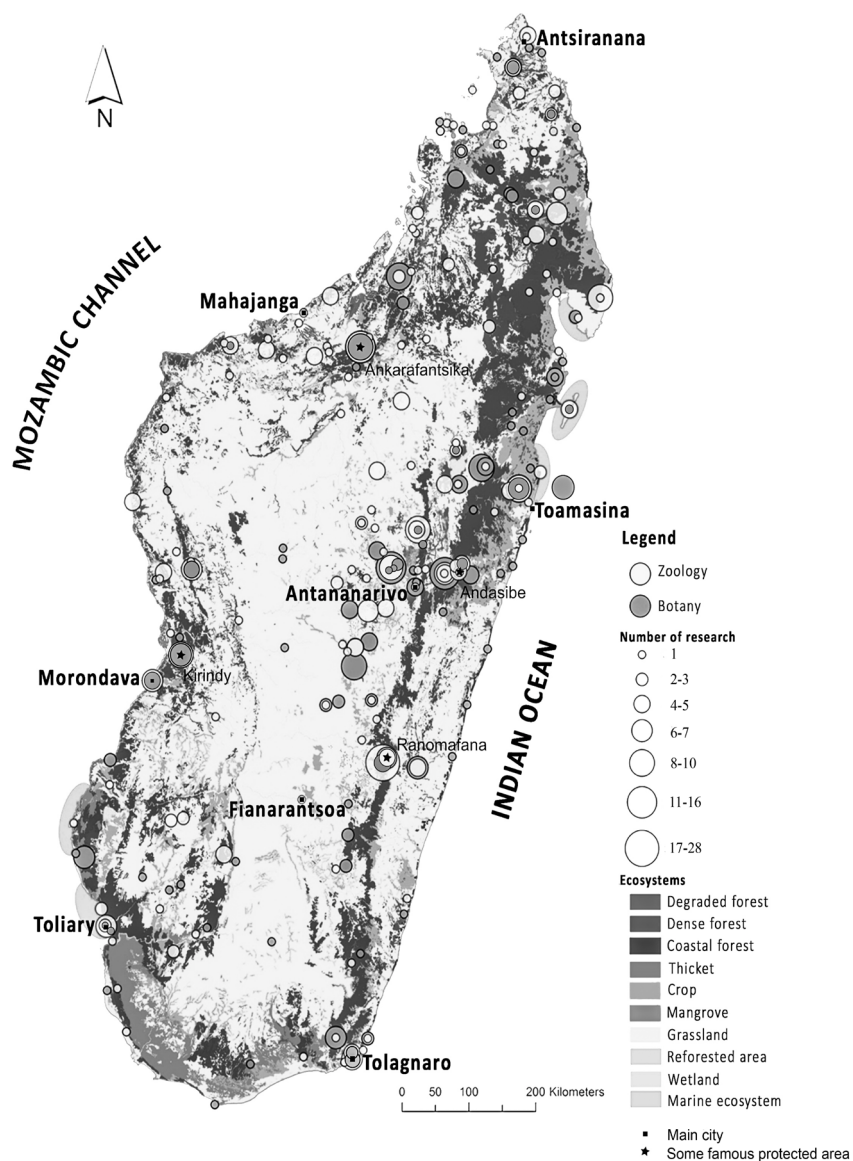 Antsiranana
N
MOZAMBIC CHANNEL
Mahajanga
Ankarafantsika
Toamasina
Antananarivo
Andasibe
Morondava
Kirindy
INDIAN OCEAN
Ranomafana
Fianarantsoa
Toliary
Tolagnaro
0 50 100 200 Kilometers
Legend
Zoology
Botany
Number of research
1
2-3
4-5
6-7
8-10
11-16
17-28
Ecosystems
Degraded forest
Dense forest
Coastal forest
Thicket
Crop
Mangrove
Grassland
Reforested area
Wetland
Marine ecosystem
Main city
Some famous protected area